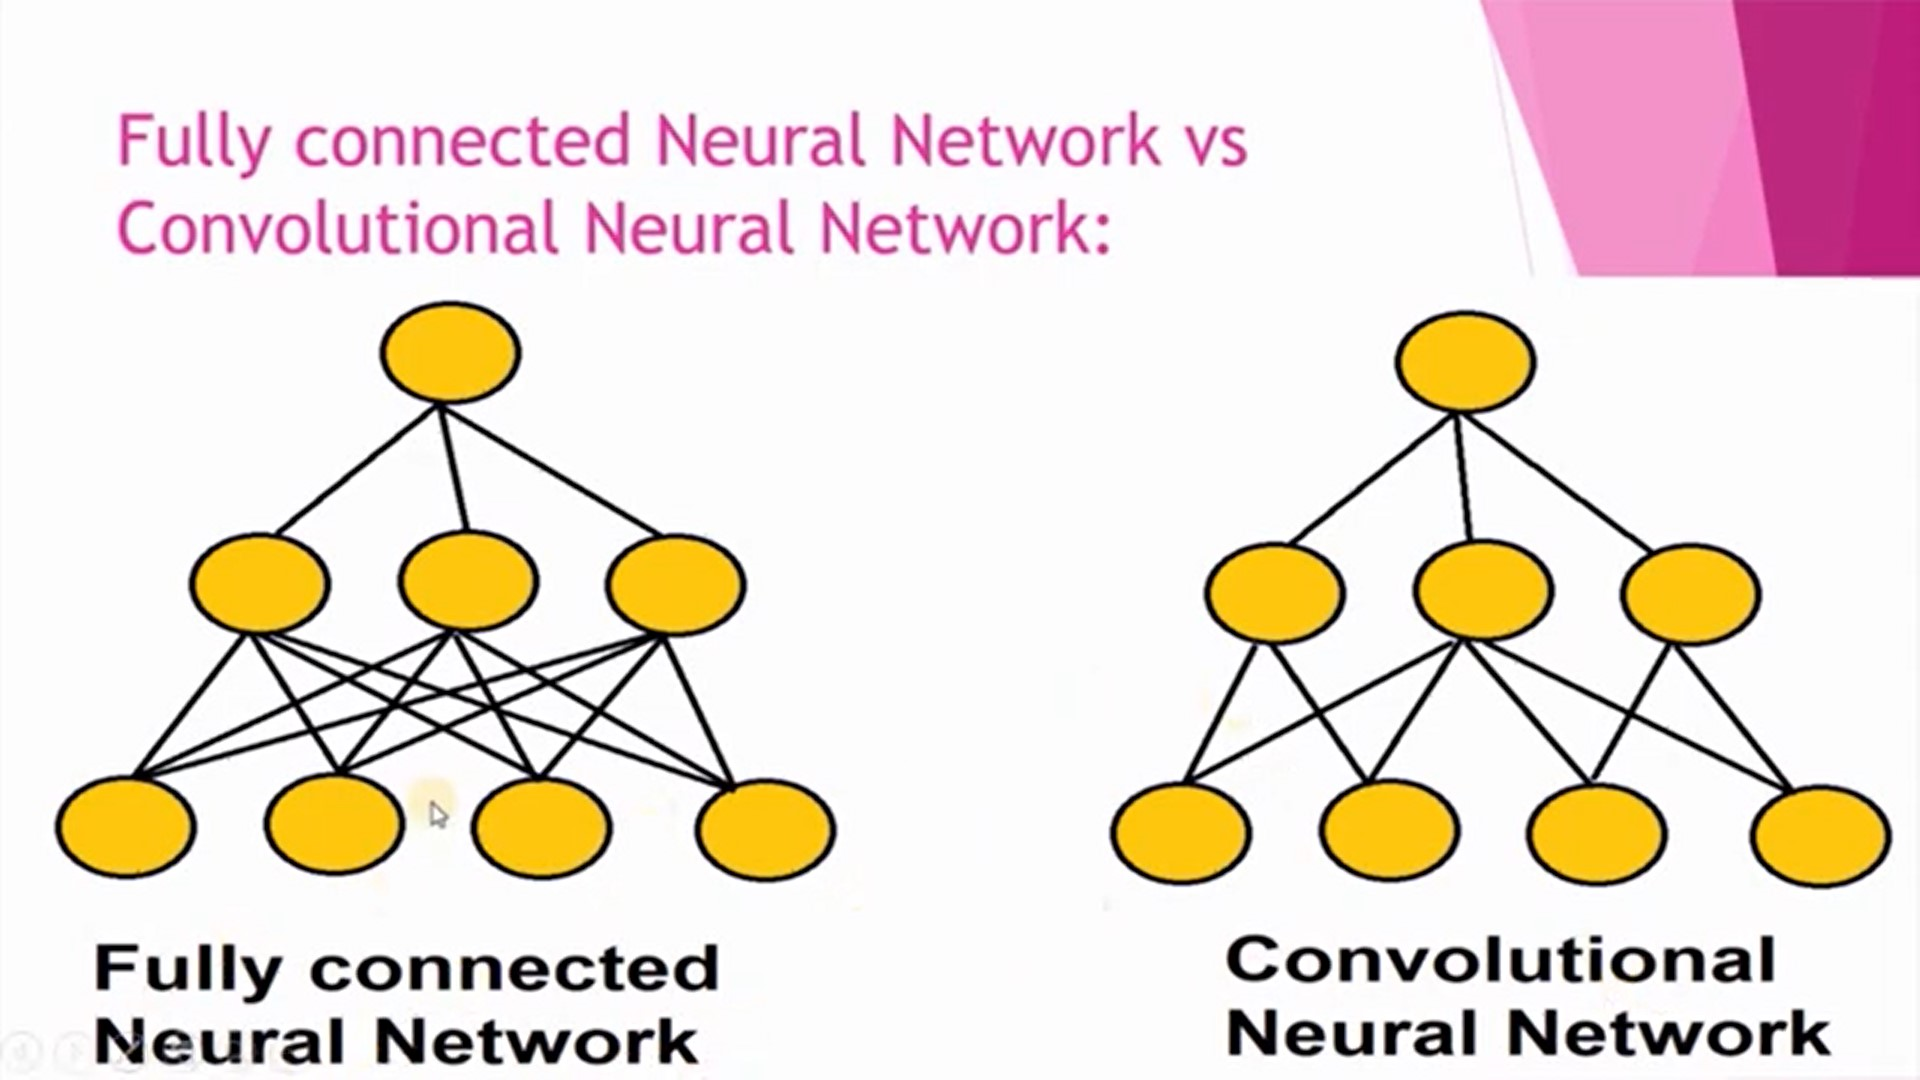 Fully connected Neural Network vs
Convolutional Neural Network:
Fully connected
Neural Network
Convolutional
Neural Network